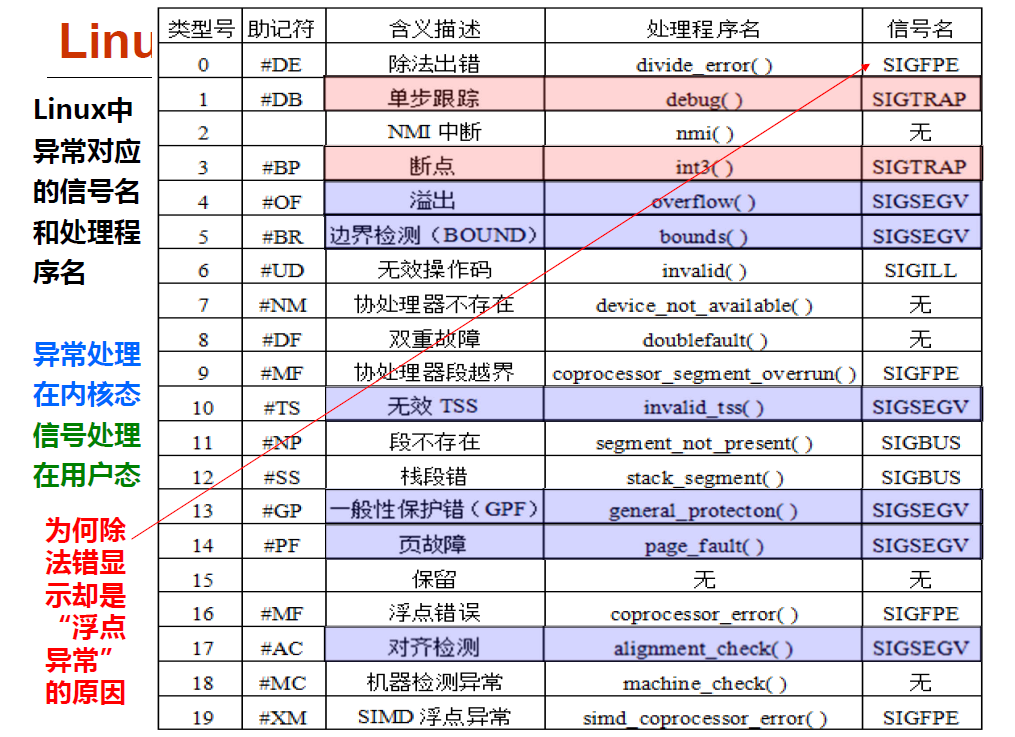 Linu
Linux中
异常对应
的信号名
和处理程
序名
异常处理
在内核态
信号处理
在用户态
为何除
法错显
示却是
“浮点
异常”
的原因
类型号 助记符 含义描述 处理程序名 信号名
0 #DE 除法出错 divide_error( ) SIGFPE
1 #DB 单步跟踪 debug( ) SIGTRAP
2 NMI 中断 nmi( ) 无
3 #BP 断点 int3( ) SIGTRAP
4 #OF 溢出 overflow( ) SIGSEGV
5 #BR 边界检测（BOUND） bounds( ) SIGSEGV
6 #UD 无效操作码 invalid( ) SIGILL
7 #NM 协处理器不存在 device_not_available( ) 无
8 #DF 双重故障 doublefault( ) 无
9 #MF 协处理器段越界 coprocessor_segment_overrun( ) SIGFPE
10 #TS 无效 TSS invalid_tss( ) SIGSEGV
11 #NP 段不存在 segment_not_present( ) SIGBUS
12 #SS 栈段错 stack_segment( ) SIGBUS
13 #GP 一般性保护错（GPF） general_protecton( ) SIGSEGV
14 #PF 页故障 page_fault( ) SIGSEGV
15 保留 无 无
16 #MF 浮点错误 coprocessor_error( ) SIGFPE
17 #AC 对齐检测 alignment_check( ) SIGSEGV
18 #MC 机器检测异常 machine_check( ) 无
19 #XM SIMD 浮点异常 simd_coprocessor_error( ) SIGFPE